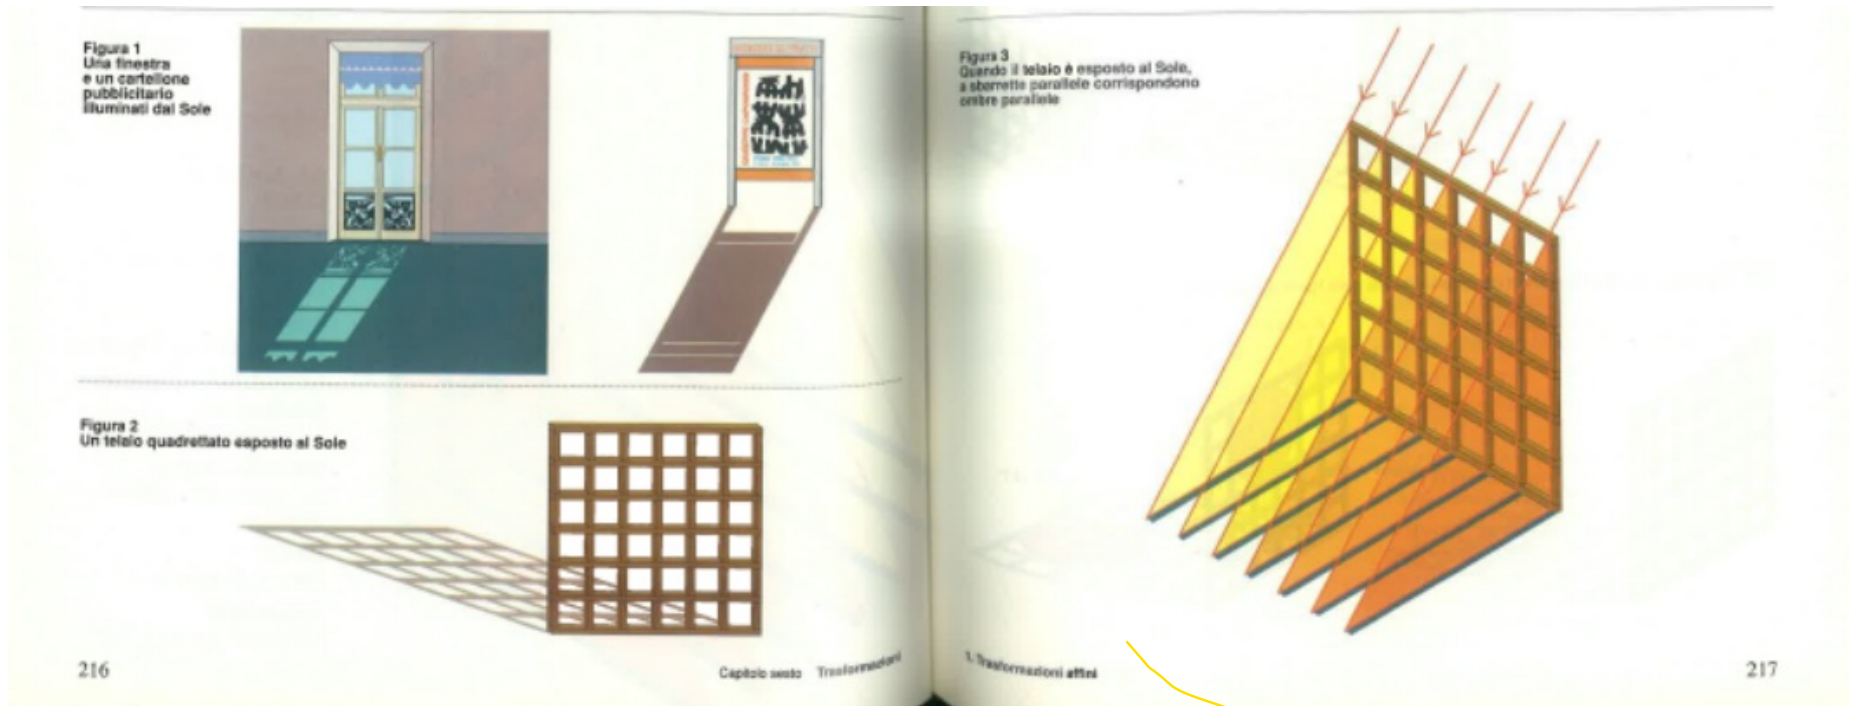 Figura 1
Una finestra
e un cartellone
pubblicitario
illuminati dal Sole
Figura 2
Un telaio quadrettato esposto al Sole
216
Capitolo sesto Trasformazioni
Figura 3
Quando il telaio è esposto al Sole,
a sbarrette parallele corrispondono
ombre parallele
1. Trasformazioni affini
217